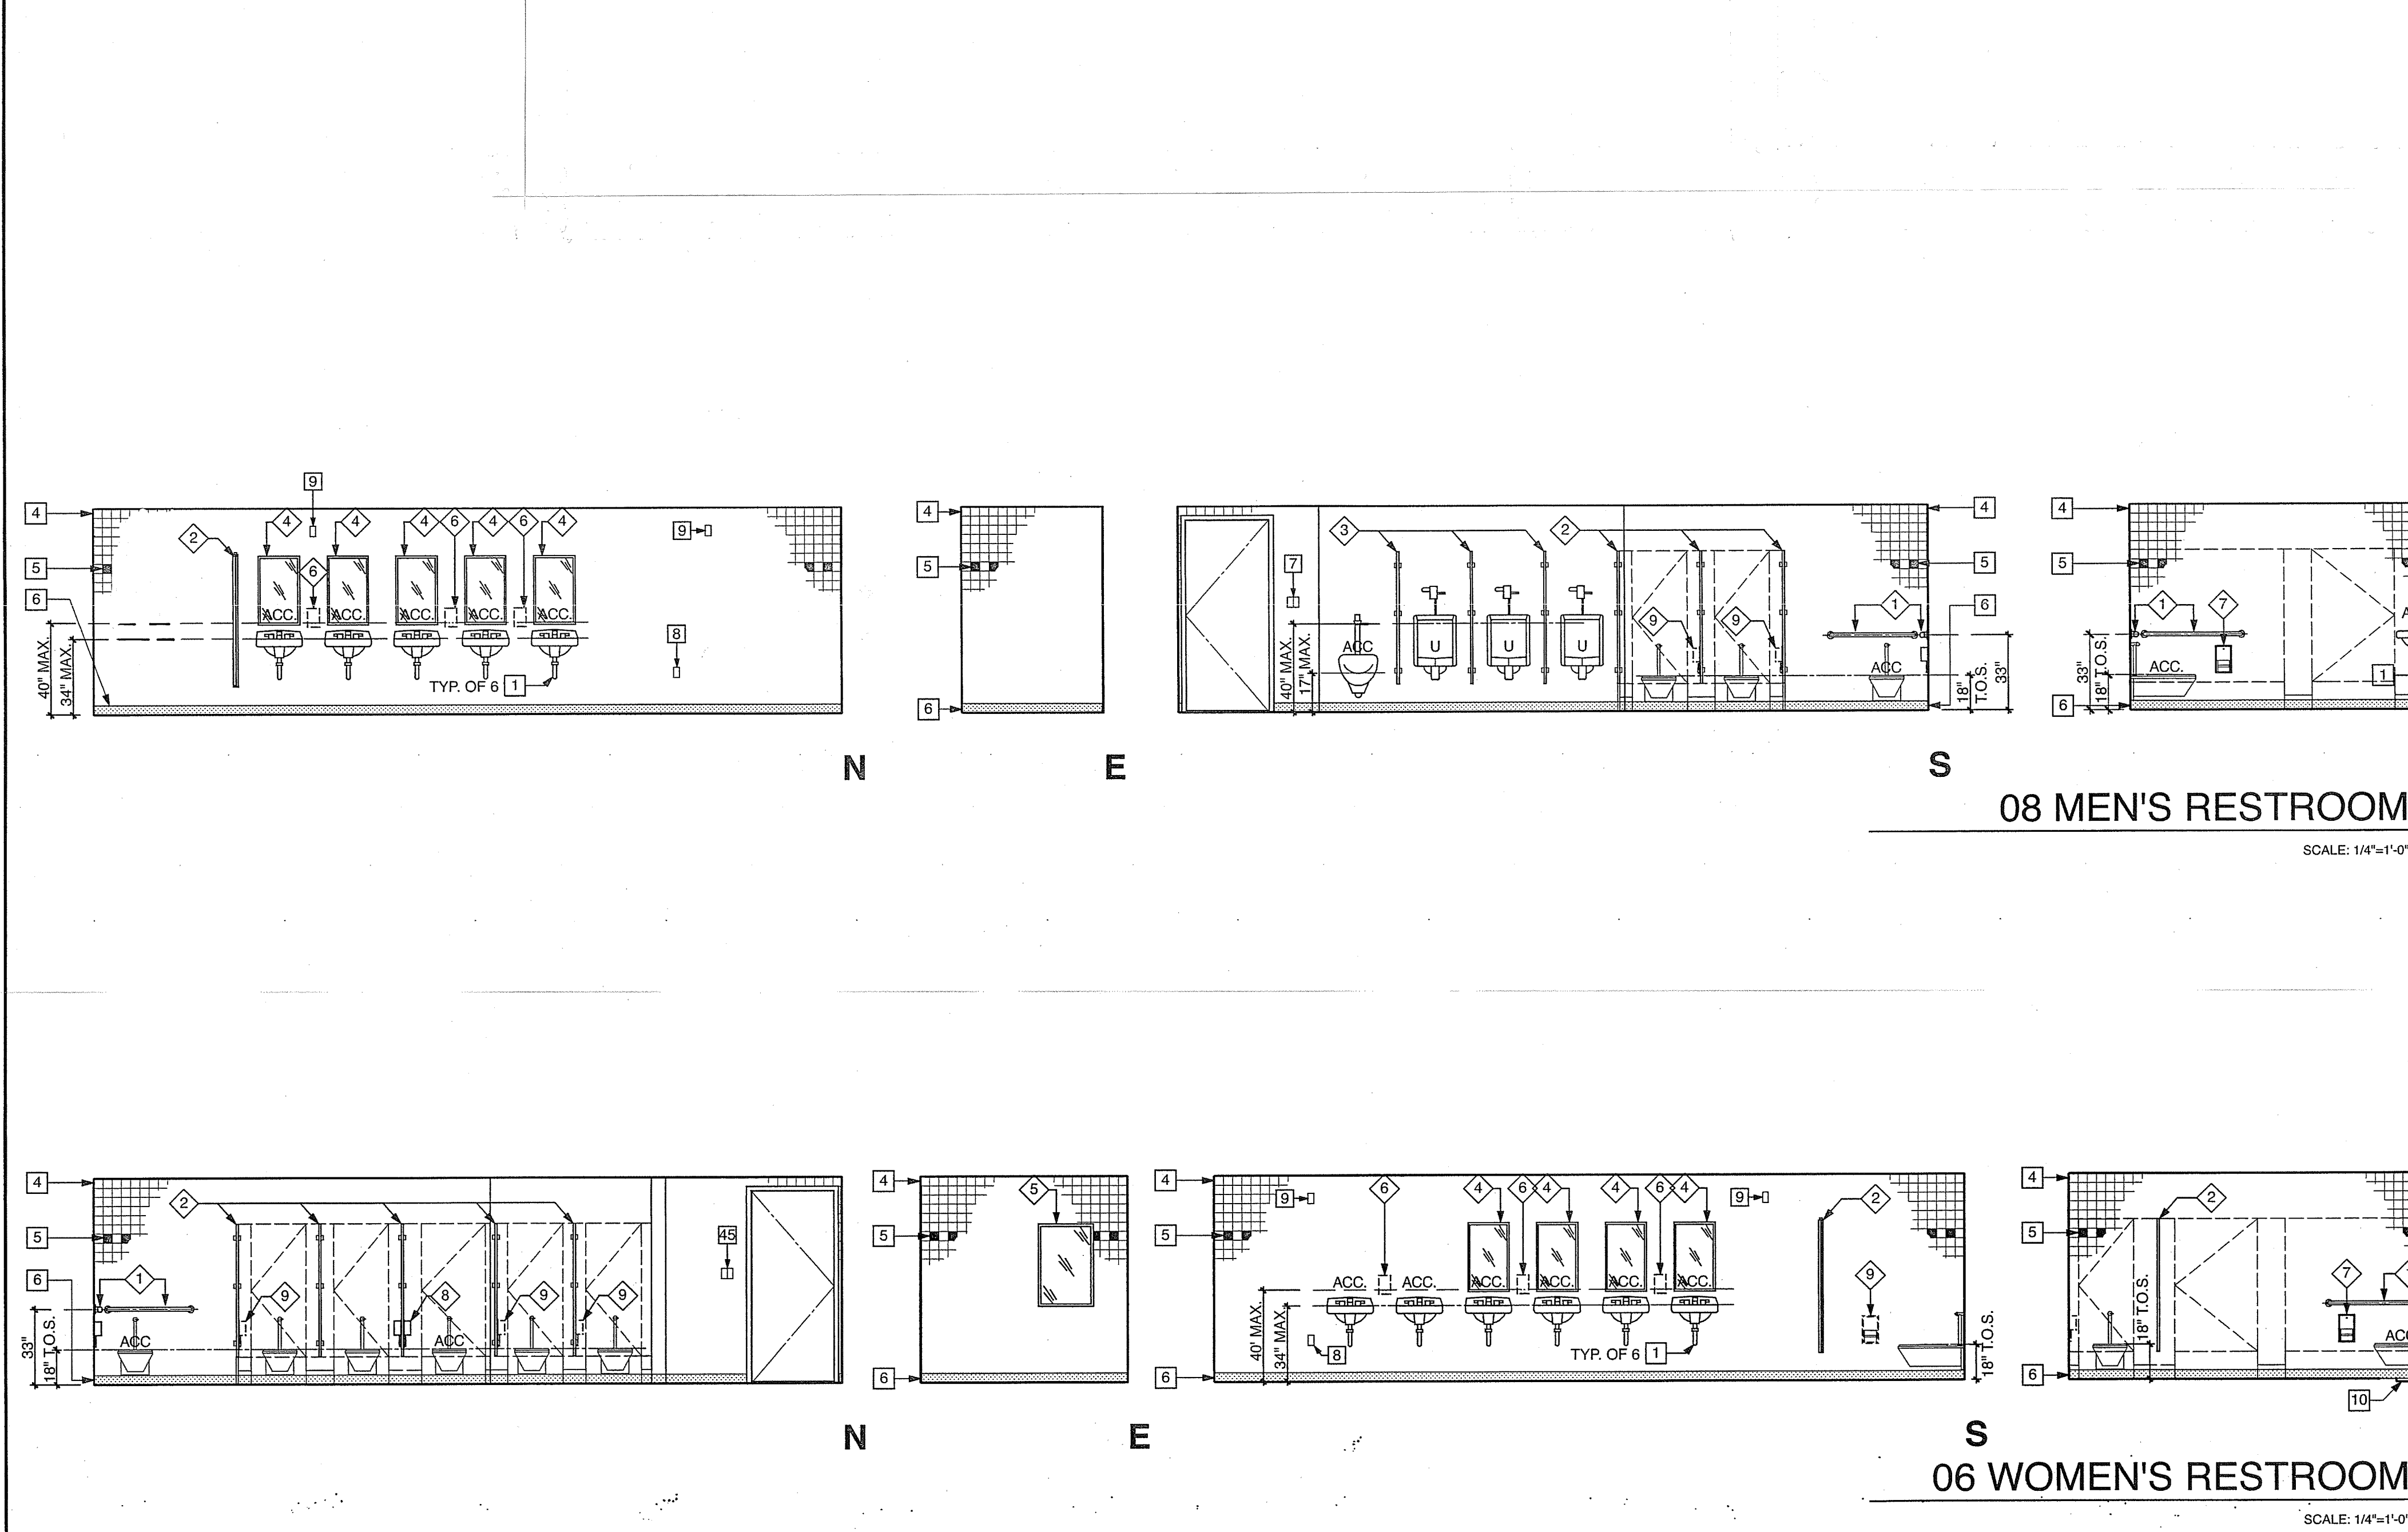 9
4 4 4 4 6 4 6 4 9 4 4 4
2 3 2
5 6 5 7 5 5
6 9 9 1 6 1 7
ACC. ACC. ACC. ACC. ACC. ACC U U U
8 ACC ACC. 1
40" MAX. 34" MAX. TYP. OF 6 1 40" MAX. 17" MAX. 18" T.O.S. 33" 33" 18" T.O.S.
6 6
N E S
08 MEN'S RESTROOM
SCALE: 1/4"=1'-0"
4 2 4 5 4 9 6 4 6 4 4 6 4 9 2 4 2
5 45 5 5 5
6 1 9 8 9 9 9 7
ACC. ACC. ACC. ACC. ACC. ACC.
33" 18" T.O.S. ACC ACC 40" MAX. 34" MAX. 8 TYP. OF 6 1 18" T.O.S. 18" T.O.S.
6 6 6
10
N E S
06 WOMEN'S RESTROOM